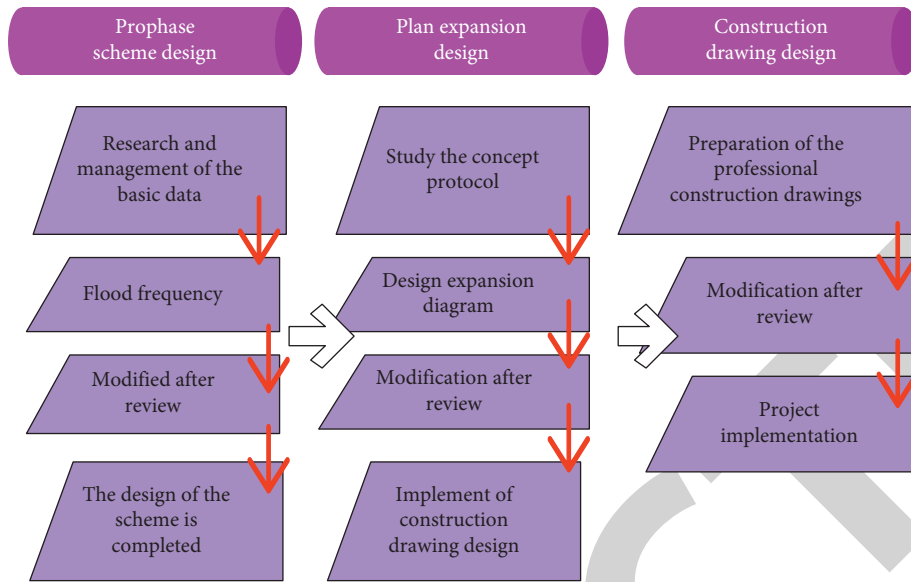 Prophase
scheme design
Research and
management of the
basic data
Flood frequency
Modified after
review
The design of the
scheme is
completed
Plan expansion
design
Study the concept
protocol
Design expansion
diagram
Modification after
review
Implement of
construction
drawing design
Construction
drawing design
Preparation of the
professional
construction drawings
Modification after
review
Project
implementation